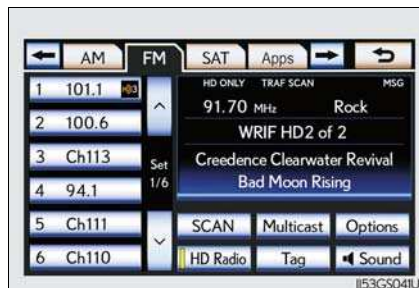 AM FM SAT Apps
HD ONLY TRAF SCAN MSG
91.70 MHz Rock
WRIF HD2 of 2
Creedence Clearwater Revival
Bad Moon Rising
1 101.1
2 100.6
3 Ch113
4 94.1
5 Ch111
6 Ch110
Set
1/6
SCAN Multicast Options
HD Radio Tag Sound
II53GS041LI